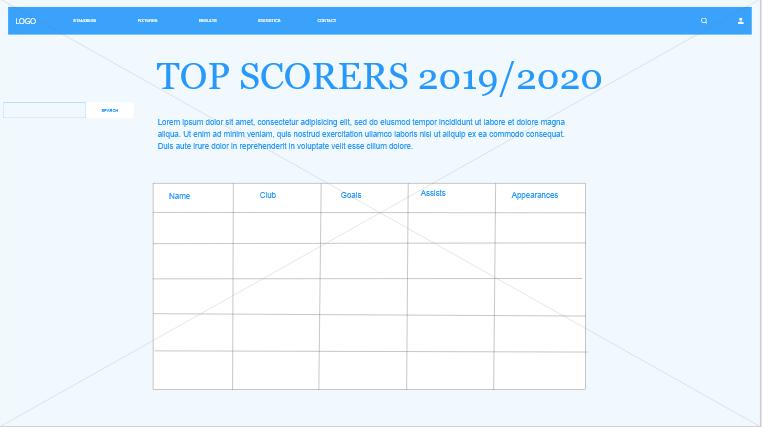 LOGO
STANDINGS
FIXTURES
RESULTS
STATISTICS
CONTACT
TOP SCORERS 2019/2020
SEARCH
Lorem ipsum dolor sit amet, consectetur adipisicing elit, sed do eiusmod tempor incididunt ut labore et dolore magna
aliqua. Ut enim ad minim veniam, quis nostrud exercitation ullamco laboris nisi ut aliquip ex ea commodo consequat.
Duis aute irure dolor in reprehenderit in voluptate velit esse cillum dolore.
Name
Club
Goals
Assists
Appearances